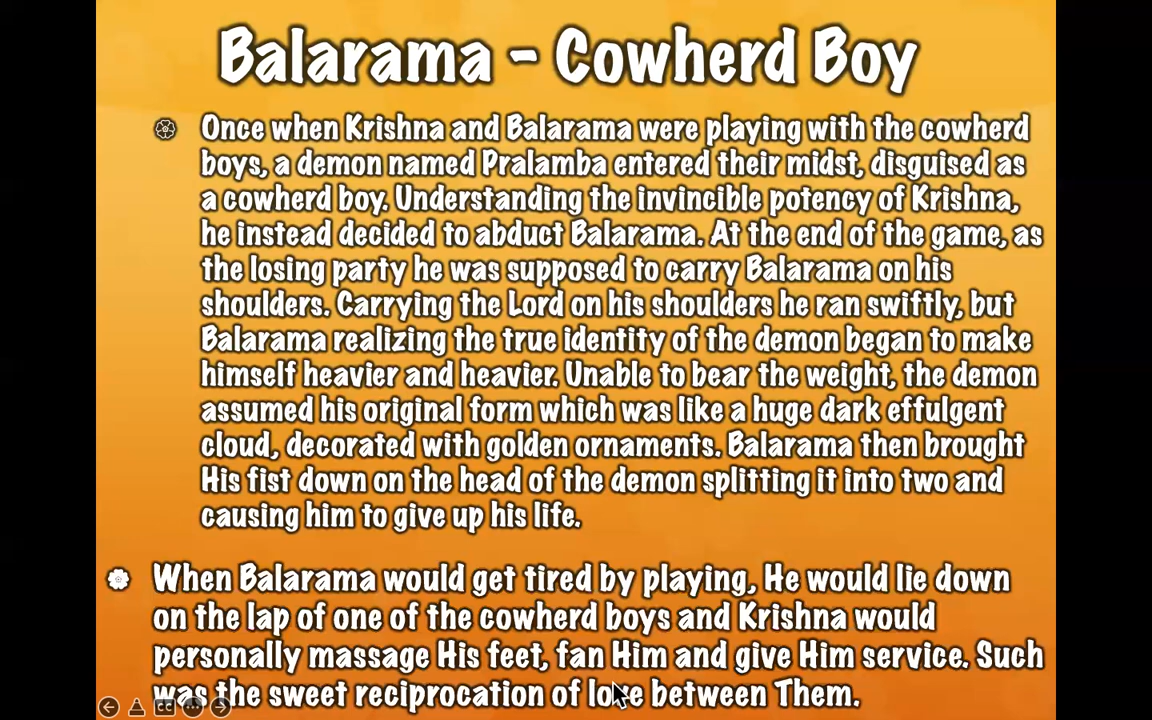 Balarama - Cowherd Boy
Once when Krishna and Balarama were playing with the cowherd
boys, a demon named Pralamba entered their midst, disguised as
a cowherd boy. Understanding the invincible potency of Krishna,
he instead decided to abduct Balarama. At the end of the game, as
the losing party he was supposed to carry Balarama on his
shoulders. Carrying the Lord on his shoulders he ran swiftly, but
Balarama realizing the true identity of the demon began to make
himself heavier and heavier. Unable to bear the weight, the demon
assumed his original form which was like a huge dark effulgent
cloud, decorated with golden ornaments. Balarama then brought
His fist down on the head of the demon splitting it into two and
causing him to give up his life.
When Balarama would get tired by playing, He would lie down
on the lap of one of the cowherd boys and Krishna would
personally massage His feet, fan Him and give Him service. Such
was the sweet reciprocation of love between Them.
CC